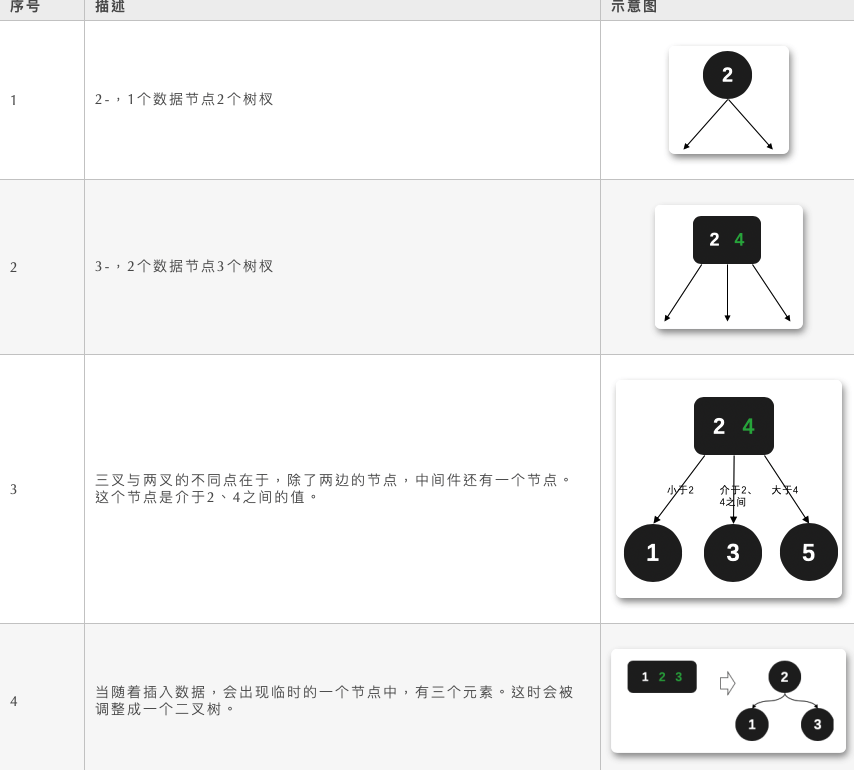 序号 描述 示意图
1 2-，1个数据节点2个树杈
2
2 3-，2个数据节点3个树杈
2 4
3 三叉与两叉的不同点在于，除了两边的节点，中间件还有一个节点。
这个节点是介于2、4之间的值。
2 4
小于2 介于2、 大于4
4之间
1 3 5
4 当随着插入数据，会出现临时的一个节点中，有三个元素。这时会被
调整成一个二叉树。
1 2 3
2
1 3